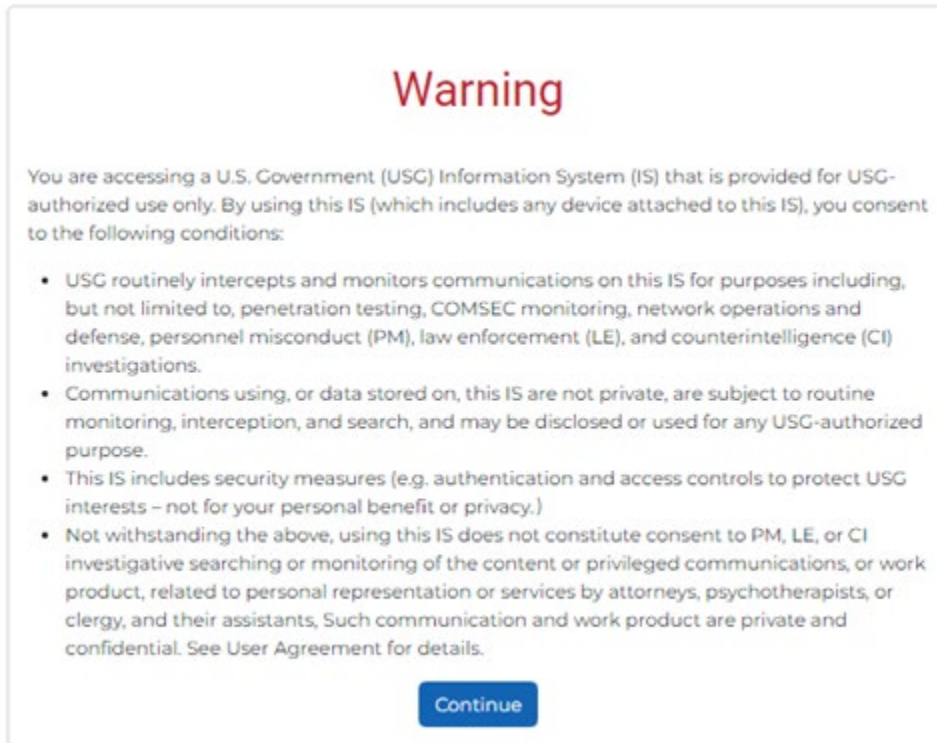 Warning
You are accessing a U.S. Government (USG) Information System (IS) that is provided for USG-
authorized use only. By using this IS (which includes any device attached to this IS), you consent
to the following conditions:
• USG routinely intercepts and monitors communications on this IS for purposes including,
but not limited to, penetration testing, COMSEC monitoring, network operations and
defense, personnel misconduct (PM), law enforcement (LE), and counterintelligence (CI)
investigations.
• Communications using, or data stored on, this IS are not private, are subject to routine
monitoring, interception, and search, and may be disclosed or used for any USG-authorized
purpose.
• This IS includes security measures (e.g. authentication and access controls to protect USG
interests – not for your personal benefit or privacy.)
• Not withstanding the above, using this IS does not constitute consent to PM, LE, or CI
investigative searching or monitoring of the content or privileged communications, or work
product, related to personal representation or services by attorneys, psychotherapists, or
clergy, and their assistants, Such communication and work product are private and
confidential. See User Agreement for details.
Continue